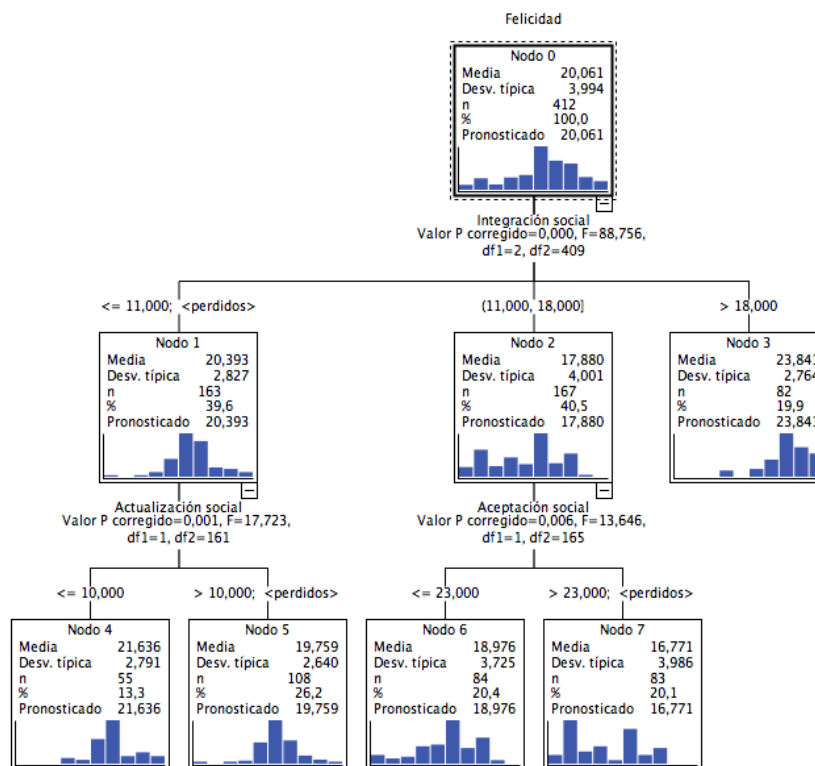 Felicidad
Nodo 0
Media 20,061
Desv. típica 3,994
n 412
% 100,0
Pronosticado 20,061
Integración social
Valor P corregido=0,000, F=88,756,
df1=2, df2=409
<= 11,000; <perdidos>
(11,000, 18,000]
> 18,000
Nodo 1
Media 20,393
Desv. típica 2,827
n 163
% 39,6
Pronosticado 20,393
Nodo 2
Media 17,880
Desv. típica 4,001
n 167
% 40,5
Pronosticado 17,880
Nodo 3
Media 23,841
Desv. típica 2,764
n 82
% 19,9
Pronosticado 23,841
Actualización social
Valor P corregido=0,001, F=17,723,
df1=1, df2=161
Aceptación social
Valor P corregido=0,006, F=13,646,
df1=1, df2=165
<= 10,000
> 10,000; <perdidos>
<= 23,000
> 23,000; <perdidos>
Nodo 4
Media 21,636
Desv. típica 2,791
n 55
% 13,3
Pronosticado 21,636
Nodo 5
Media 19,759
Desv. típica 2,640
n 108
% 26,2
Pronosticado 19,759
Nodo 6
Media 18,976
Desv. típica 3,725
n 84
% 20,4
Pronosticado 18,976
Nodo 7
Media 16,771
Desv. típica 3,986
n 83
% 20,1
Pronosticado 16,771